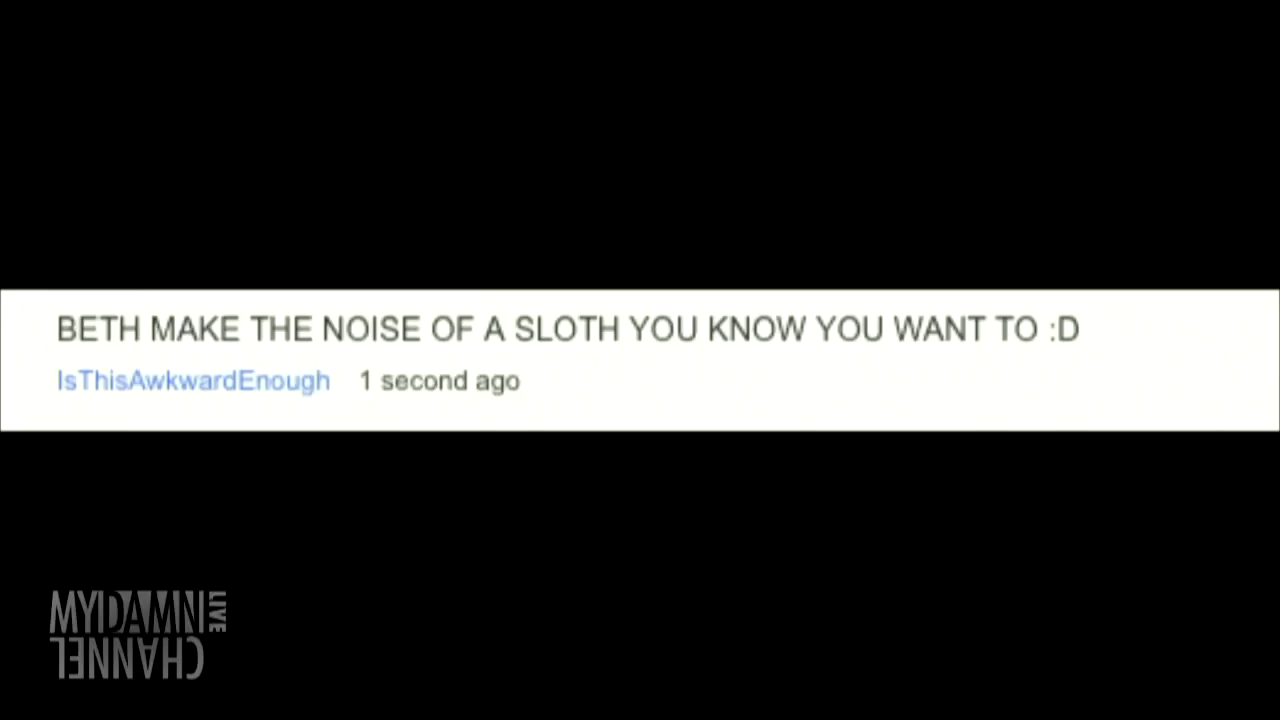 BETH MAKE THE NOISE OF A SLOTH YOU KNOW YOU WANT TO :D
IsThisAwkwardEnough 1 second ago
MYDAMN LIVE
CHANNEL